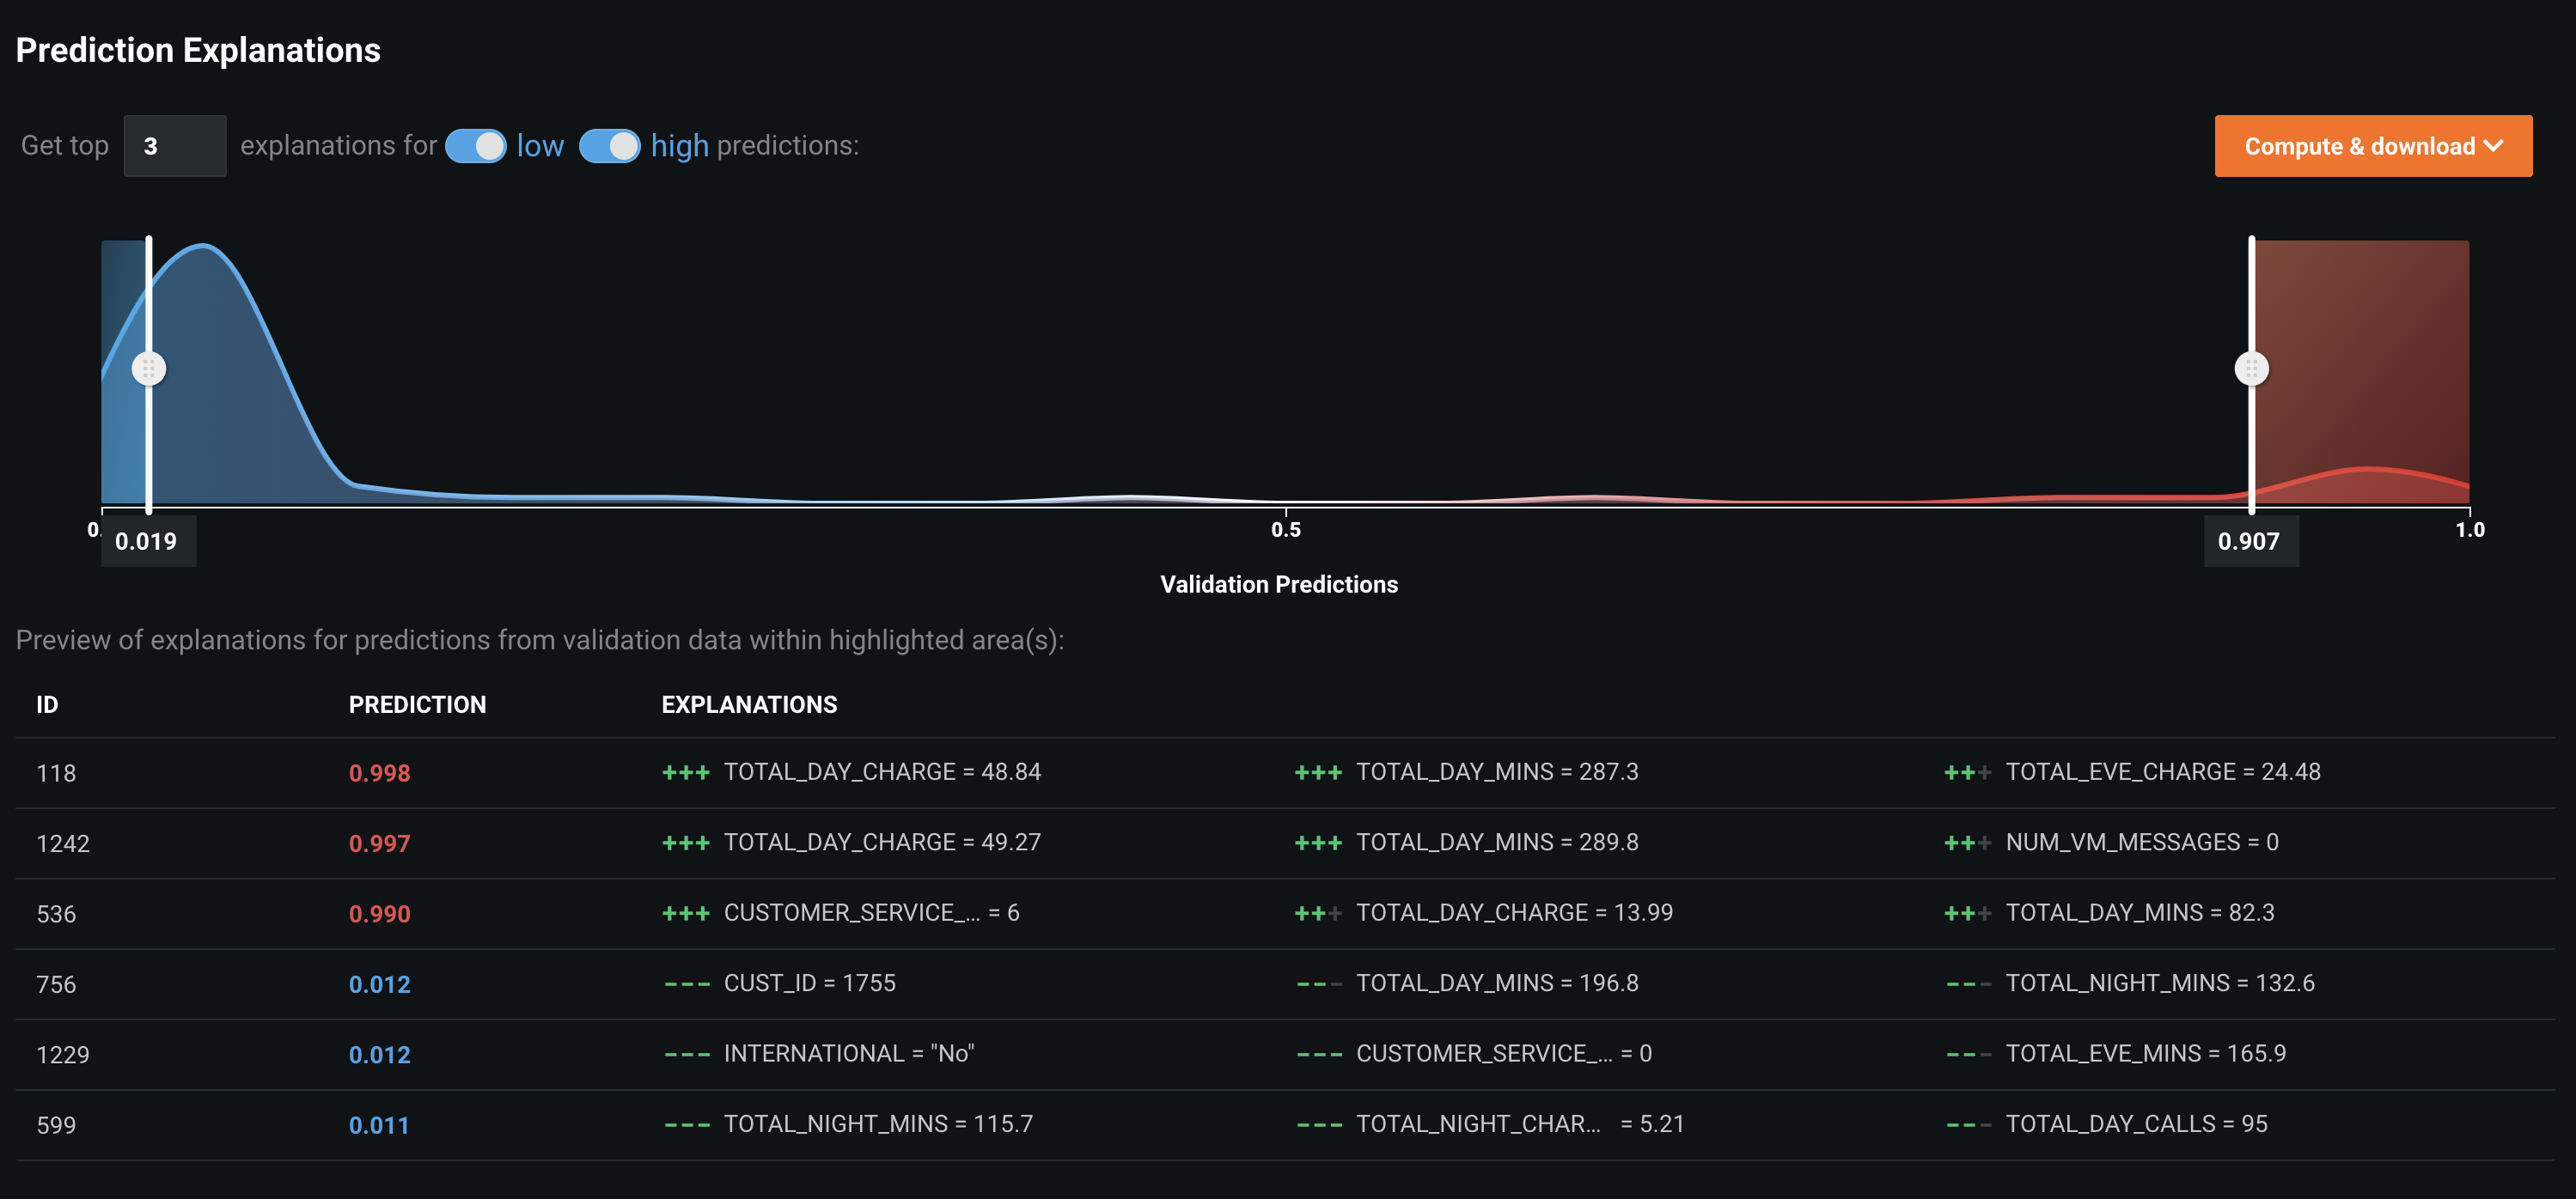 Prediction Explanations
Get top 3 explanations for low high predictions:
Compute & download
0. 0.5 1.0
0.019 0.907
Validation Predictions
Preview of explanations for predictions from validation data within highlighted area(s):
ID PREDICTION EXPLANATIONS
118 0.998 +++ TOTAL_DAY_CHARGE = 48.84 +++ TOTAL_DAY_MINS = 287.3 +++ TOTAL_EVE_CHARGE = 24.48
1242 0.997 +++ TOTAL_DAY_CHARGE = 49.27 +++ TOTAL_DAY_MINS = 289.8 +++ NUM_VM_MESSAGES = 0
536 0.990 +++ CUSTOMER_SERVICE_... = 6 +++ TOTAL_DAY_CHARGE = 13.99 +++ TOTAL_DAY_MINS = 82.3
756 0.012 --- CUST_ID = 1755 --- TOTAL_DAY_MINS = 196.8 --- TOTAL_NIGHT_MINS = 132.6
1229 0.012 --- INTERNATIONAL = "No" --- CUSTOMER_SERVICE_... = 0 --- TOTAL_EVE_MINS = 165.9
599 0.011 --- TOTAL_NIGHT_MINS = 115.7 --- TOTAL_NIGHT_CHAR... = 5.21 --- TOTAL_DAY_CALLS = 95